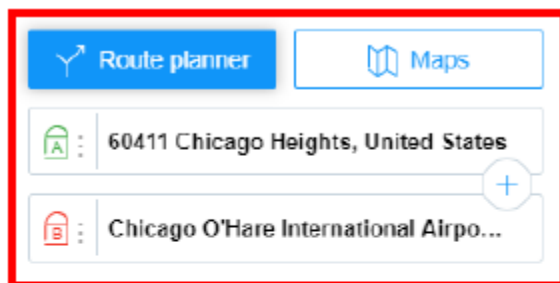 Route planner
Maps
A
60411 Chicago Heights, United States
+
B
Chicago O'Hare International Airpo...